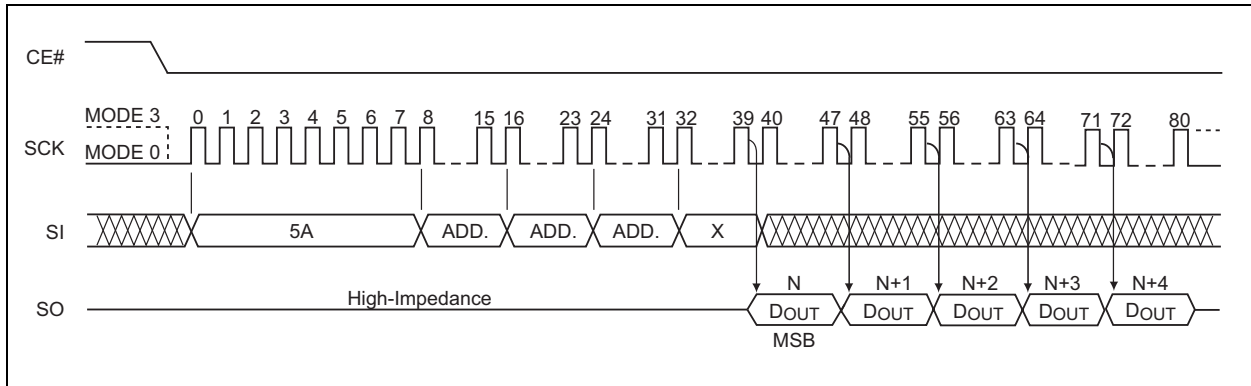 CE#
MODE 3
0 1 2 3 4 5 6 7 8 15 16 23 24 31 32 39 40 47 48 55 56 63 64 71 72 80
SCK
MODE 0
SI
5A ADD. ADD. ADD. X
N N+1 N+2 N+3 N+4
High-Impedance
SO
DOUT DOUT DOUT DOUT DOUT
MSB